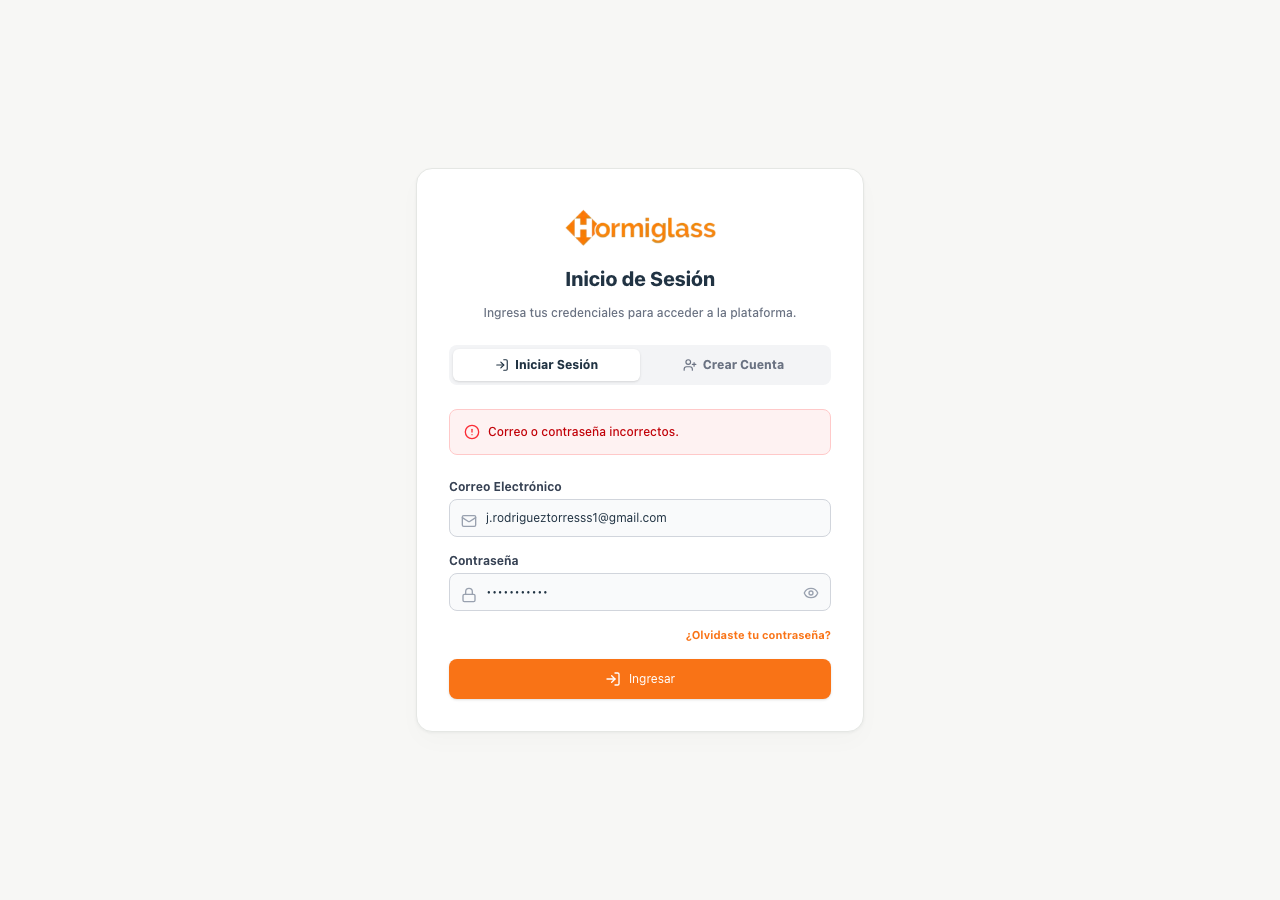 Hormiglass
Inicio de Sesión
Ingresa tus credenciales para acceder a la plataforma.
Iniciar Sesión Crear Cuenta
Correo o contraseña incorrectos.
Correo Electrónico
j.rodrigueztorresss1@gmail.com
Contraseña
•••••••••••
¿Olvidaste tu contraseña?
Ingresar